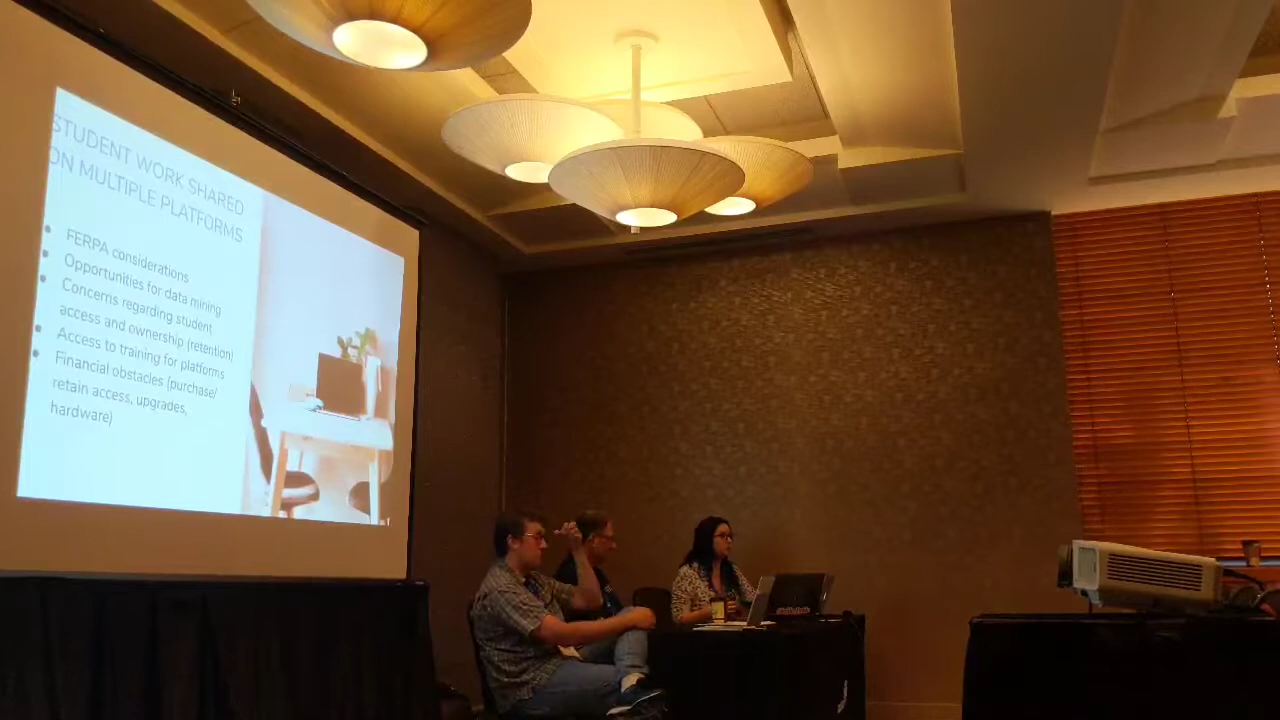 STUDENT WORK SHARED
ON MULTIPLE PLATFORMS
• FERPA considerations
• Opportunities for data mining
• Concerns regarding student
access and ownership (retention)
• Access to training for platforms
• Financial obstacles (purchase/
retain access, upgrades,
hardware)